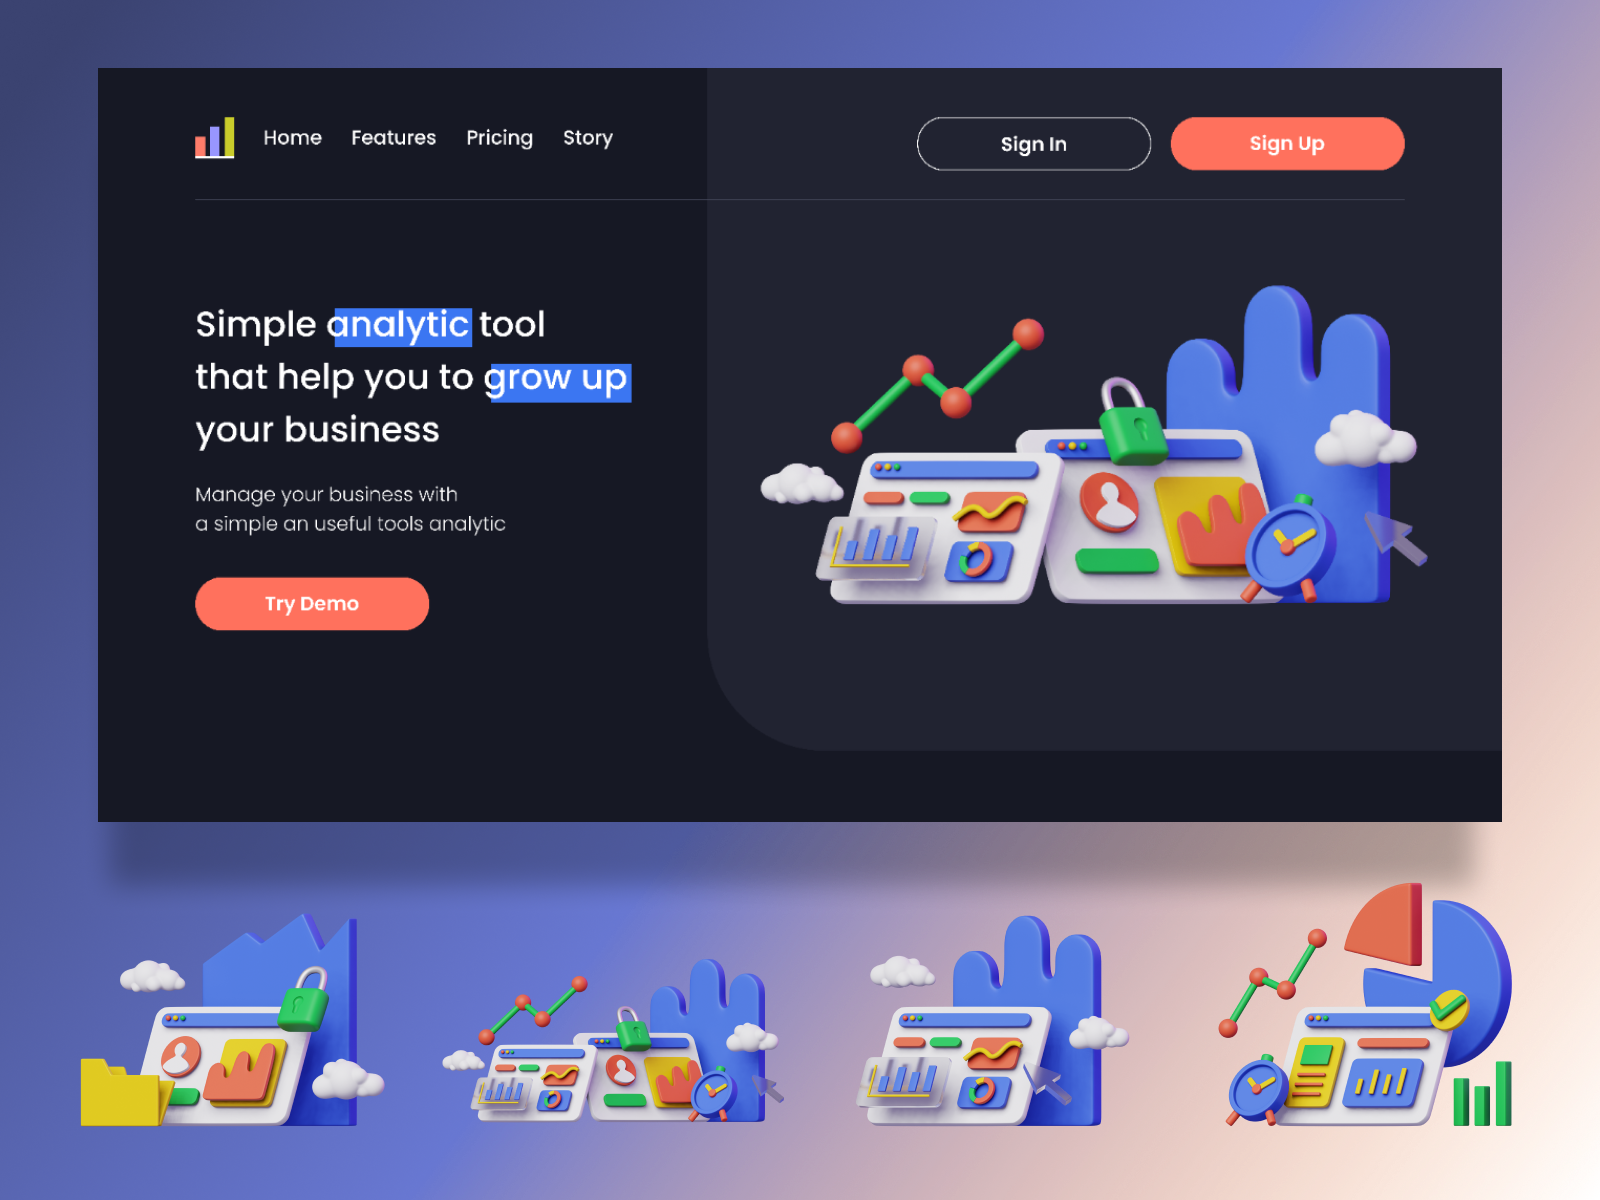 Home Features Pricing Story
Sign In
Sign Up
Simple analytic tool
that help you to grow up
your business
Manage your business with
a simple an useful tools analytic
Try Demo